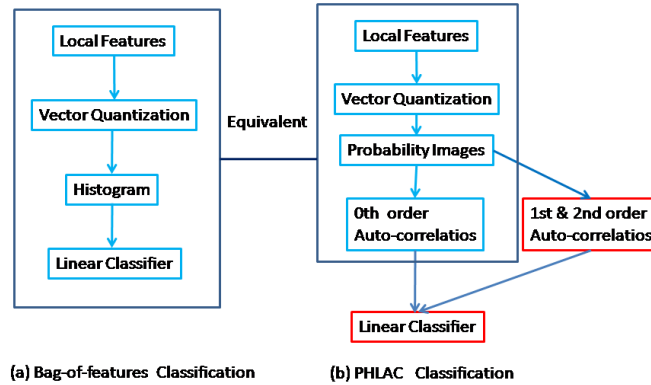 Local Features
Vector Quantization
Histogram
Linear Classifier
Equivalent
Local Features
Vector Quantization
Probability Images
0th order
Auto-correlatios
1st & 2nd order
Auto-correlatios
Linear Classifier
(a) Bag-of-features Classification
(b) PHLAC Classification